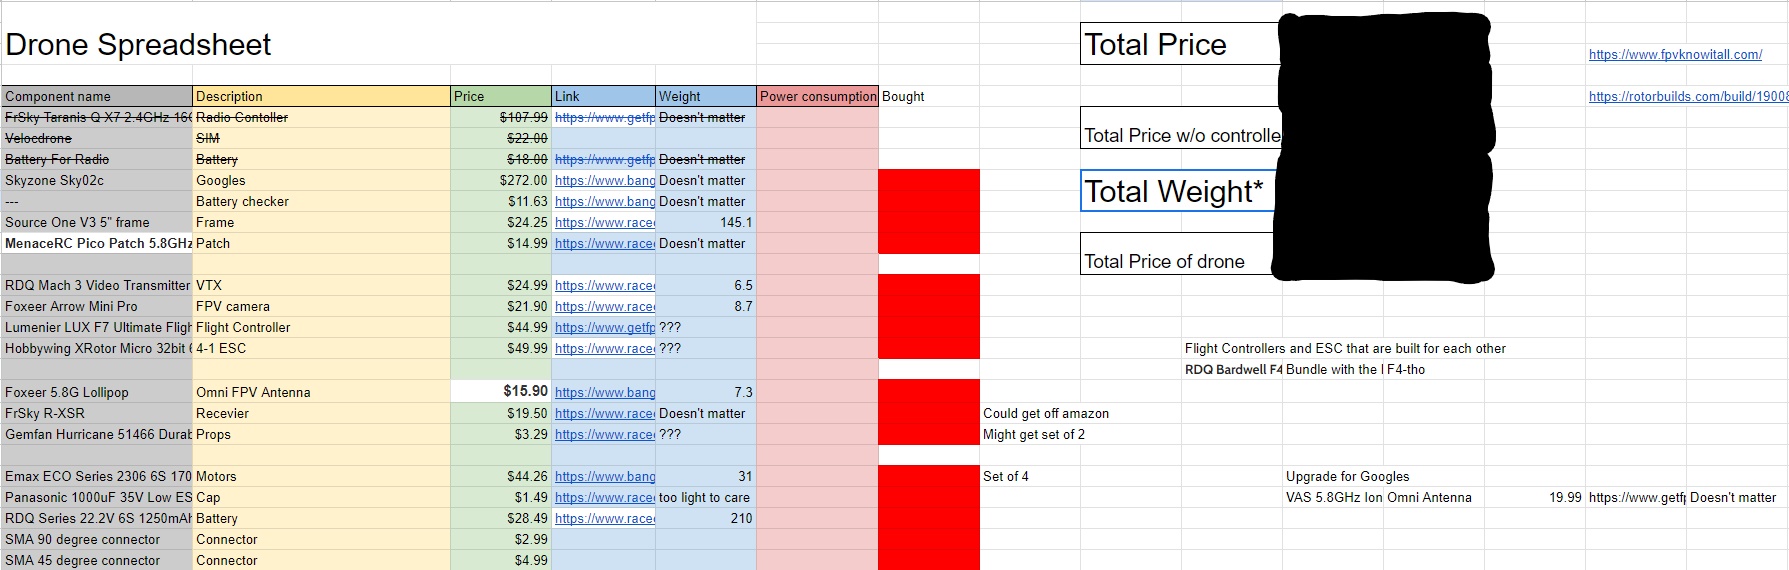 Drone Spreadsheet Total Price
https://www.fpvknowitall.com/
Component name Description Price Link Weight Power consumption Bought https://rotorbuilds.com/build/19008
FrSky Taranis Q X7 2.4GHz 16C Radio Contoller $107.99 https://www.getfp Doesn't matter
Velocdrone SIM $22.00 Total Price w/o controlle
Battery For Radio Battery $18.00 https://www.getfp Doesn't matter
Skyzone Sky02c Googles $272.00 https://www.bang Doesn't matter Total Weight*
--- Battery checker $11.63 https://www.bang Doesn't matter
Source One V3 5" frame Frame $24.25 https://www.racec 145.1
MenaceRC Pico Patch 5.8GHz Patch $14.99 https://www.racec Doesn't matter
Total Price of drone
RDQ Mach 3 Video Transmitter VTX $24.99 https://www.racec 6.5
Foxeer Arrow Mini Pro FPV camera $21.90 https://www.racec 8.7
Lumenier LUX F7 Ultimate Fligh Flight Controller $44.99 https://www.getfp ???
Hobbywing XRotor Micro 32bit 4-1 ESC $49.99 https://www.racec ??? Flight Controllers and ESC that are built for each other
RDQ Bardwell F4 Bundle with the F4-tho
Foxeer 5.8G Lollipop Omni FPV Antenna $15.90 https://www.bang 7.3
FrSky R-XSR Recevier $19.50 https://www.racec Doesn't matter Could get off amazon
Gemfan Hurricane 51466 Durab Props $3.29 https://www.racec ??? Might get set of 2
Emax ECO Series 2306 6S 170 Motors $44.26 https://www.bang 31 Set of 4 Upgrade for Googles
Panasonic 1000uF 35V Low ES Cap $1.49 https://www.racec too light to care VAS 5.8GHz Ion Omni Antenna 19.99 https://www.getfp Doesn't matter
RDQ Series 22.2V 6S 1250mAh Battery $28.49 https://www.racec 210
SMA 90 degree connector Connector $2.99
SMA 45 degree connector Connector $4.99